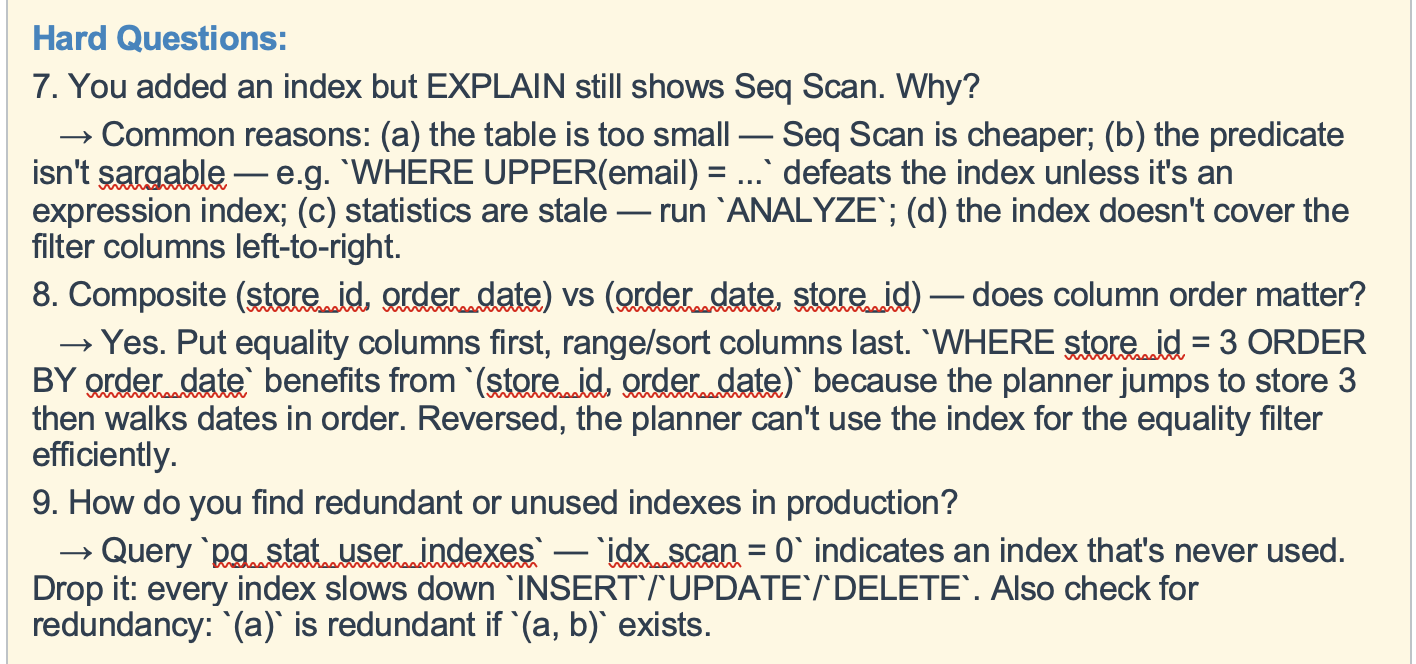 Hard Questions:
7. You added an index but EXPLAIN still shows Seq Scan. Why?
→ Common reasons: (a) the table is too small — Seq Scan is cheaper; (b) the predicate
isn't sargable — e.g. `WHERE UPPER(email) = ...` defeats the index unless it's an
expression index; (c) statistics are stale — run `ANALYZE`; (d) the index doesn't cover the
filter columns left-to-right.
8. Composite (store_id, order_date) vs (order_date, store_id) — does column order matter?
→ Yes. Put equality columns first, range/sort columns last. `WHERE store_id = 3 ORDER
BY order_date` benefits from `(store_id, order_date)` because the planner jumps to store 3
then walks dates in order. Reversed, the planner can't use the index for the equality filter
efficiently.
9. How do you find redundant or unused indexes in production?
→ Query `pg_stat_user_indexes` — `idx_scan = 0` indicates an index that's never used.
Drop it: every index slows down `INSERT`/`UPDATE`/`DELETE`. Also check for
redundancy: `(a)` is redundant if `(a, b)` exists.